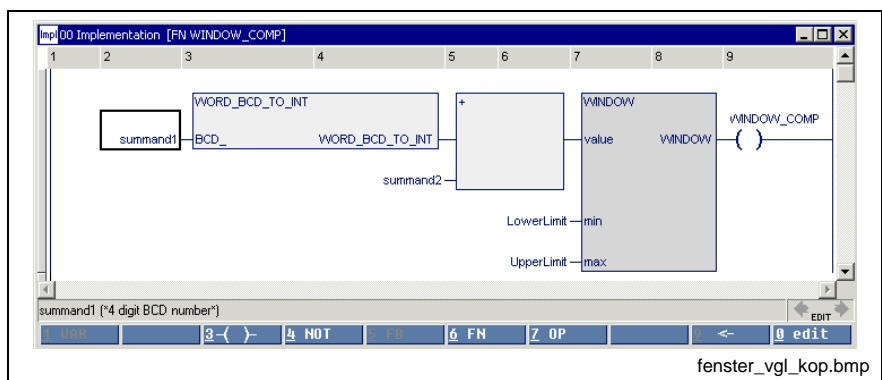 Impl 00 Implementation [FN WINDOW_COMP]
1 2 3 4 5 6 7 8 9
WORD_BCD_TO_INT + WINDOW
WINDOW_COMP
summand1 BCD_ WORD_BCD_TO_INT value WINDOW ( )
summand2
LowerLimit min
UpperLimit max
summand1 (*4 digit BCD number*) EDIT
1 VAR 3-( )- 4 NOT 5 FB 6 FN 7 OP 9 <- 0 edit
fenster_vgl_kop.bmp